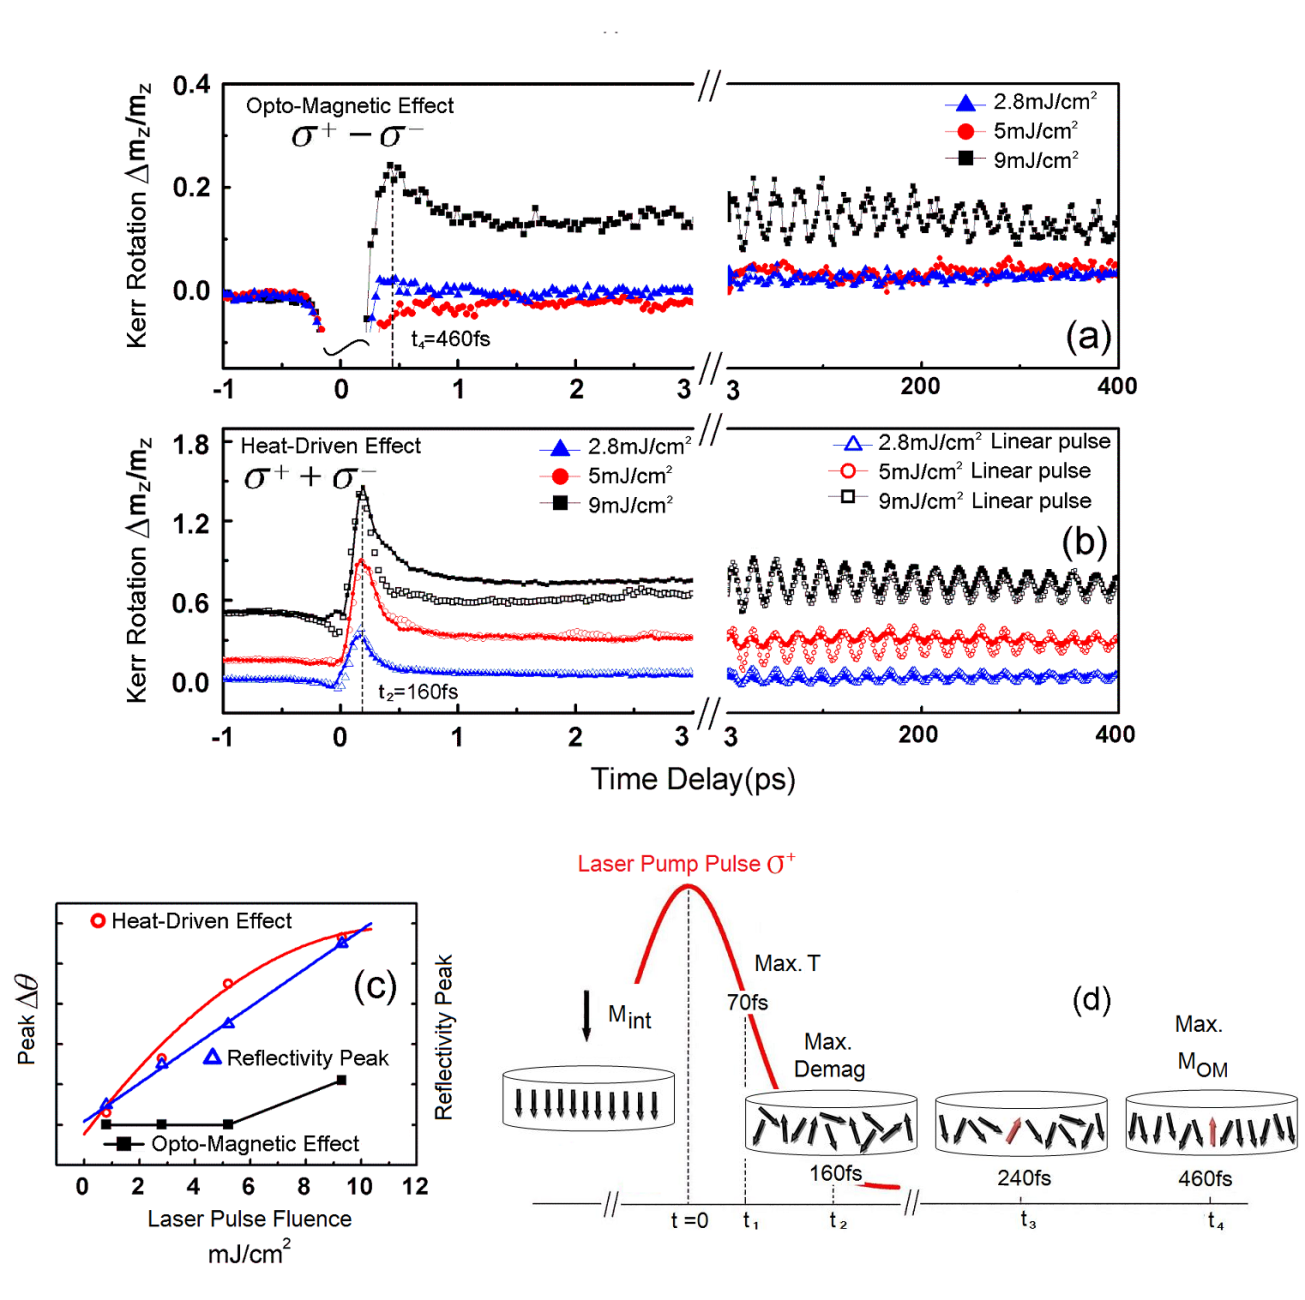 Opto-Magnetic Effect
σ⁺ − σ⁻
2.8mJ/cm²
5mJ/cm²
9mJ/cm²
Kerr Rotation Δm_z/m_z
0.4
0.2
0.0
t₄=460fs
(a)
-1 0 1 2 3 3 200 400
Heat-Driven Effect
σ⁺ + σ⁻
2.8mJ/cm²
5mJ/cm²
9mJ/cm²
2.8mJ/cm² Linear pulse
5mJ/cm² Linear pulse
9mJ/cm² Linear pulse
Kerr Rotation Δm_z/m_z
1.8
1.2
0.6
0.0
t₂=160fs
(b)
-1 0 1 2 3 3 200 400
Time Delay(ps)
Heat-Driven Effect
(c)
Peak Δθ
Reflectivity Peak
Reflectivity Peak
Opto-Magnetic Effect
0 2 4 6 8 10 12
Laser Pulse Fluence
mJ/cm²
Laser Pump Pulse σ⁺
Max. T
70fs
(d)
M_int
Max.
Demag
Max.
M_OM
160fs
240fs
460fs
t =0 t₁ t₂ t₃ t₄